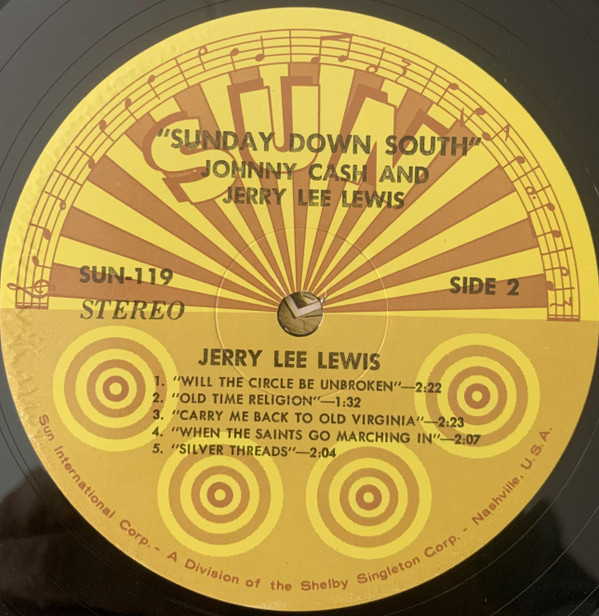 SUN
"SUNDAY DOWN SOUTH"
JOHNNY CASH AND
JERRY LEE LEWIS
SUN-119
STEREO
SIDE 2
JERRY LEE LEWIS
1. "WILL THE CIRCLE BE UNBROKEN"—2:22
2. "OLD TIME RELIGION"—1:32
3. "CARRY ME BACK TO OLD VIRGINIA"—2:23
4. "WHEN THE SAINTS GO MARCHING IN"—2:07
5. "SILVER THREADS"—2:04
Sun International Corp. - A Division of the Shelby Singleton Corp. - Nashville, U.S.A.